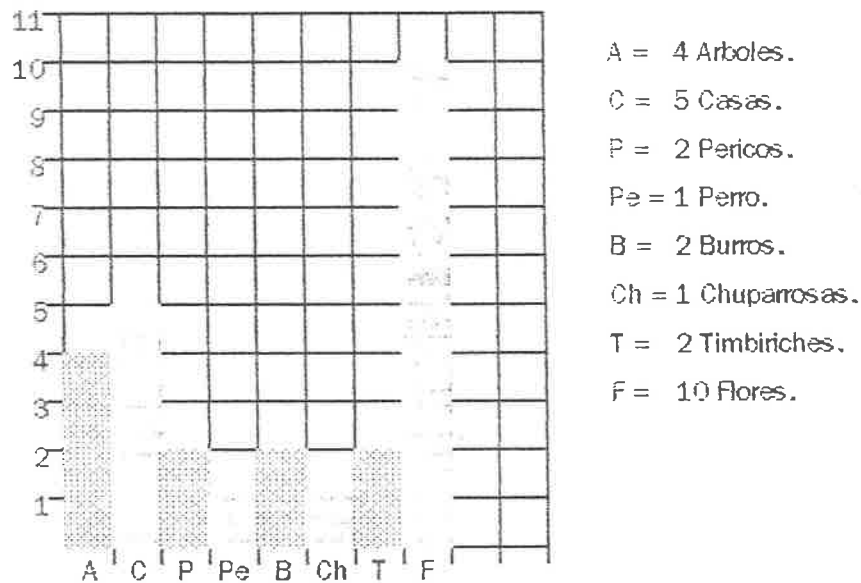 11
10
9
8
7
6
5
4
3
2
1
A C P Pe B Ch T F
A = 4 Arboles.
C = 5 Casas.
P = 2 Pericos.
Pe = 1 Perro.
B = 2 Burros.
Ch = 1 Chuparrosas.
T = 2 Timbiriches.
F = 10 Flores.